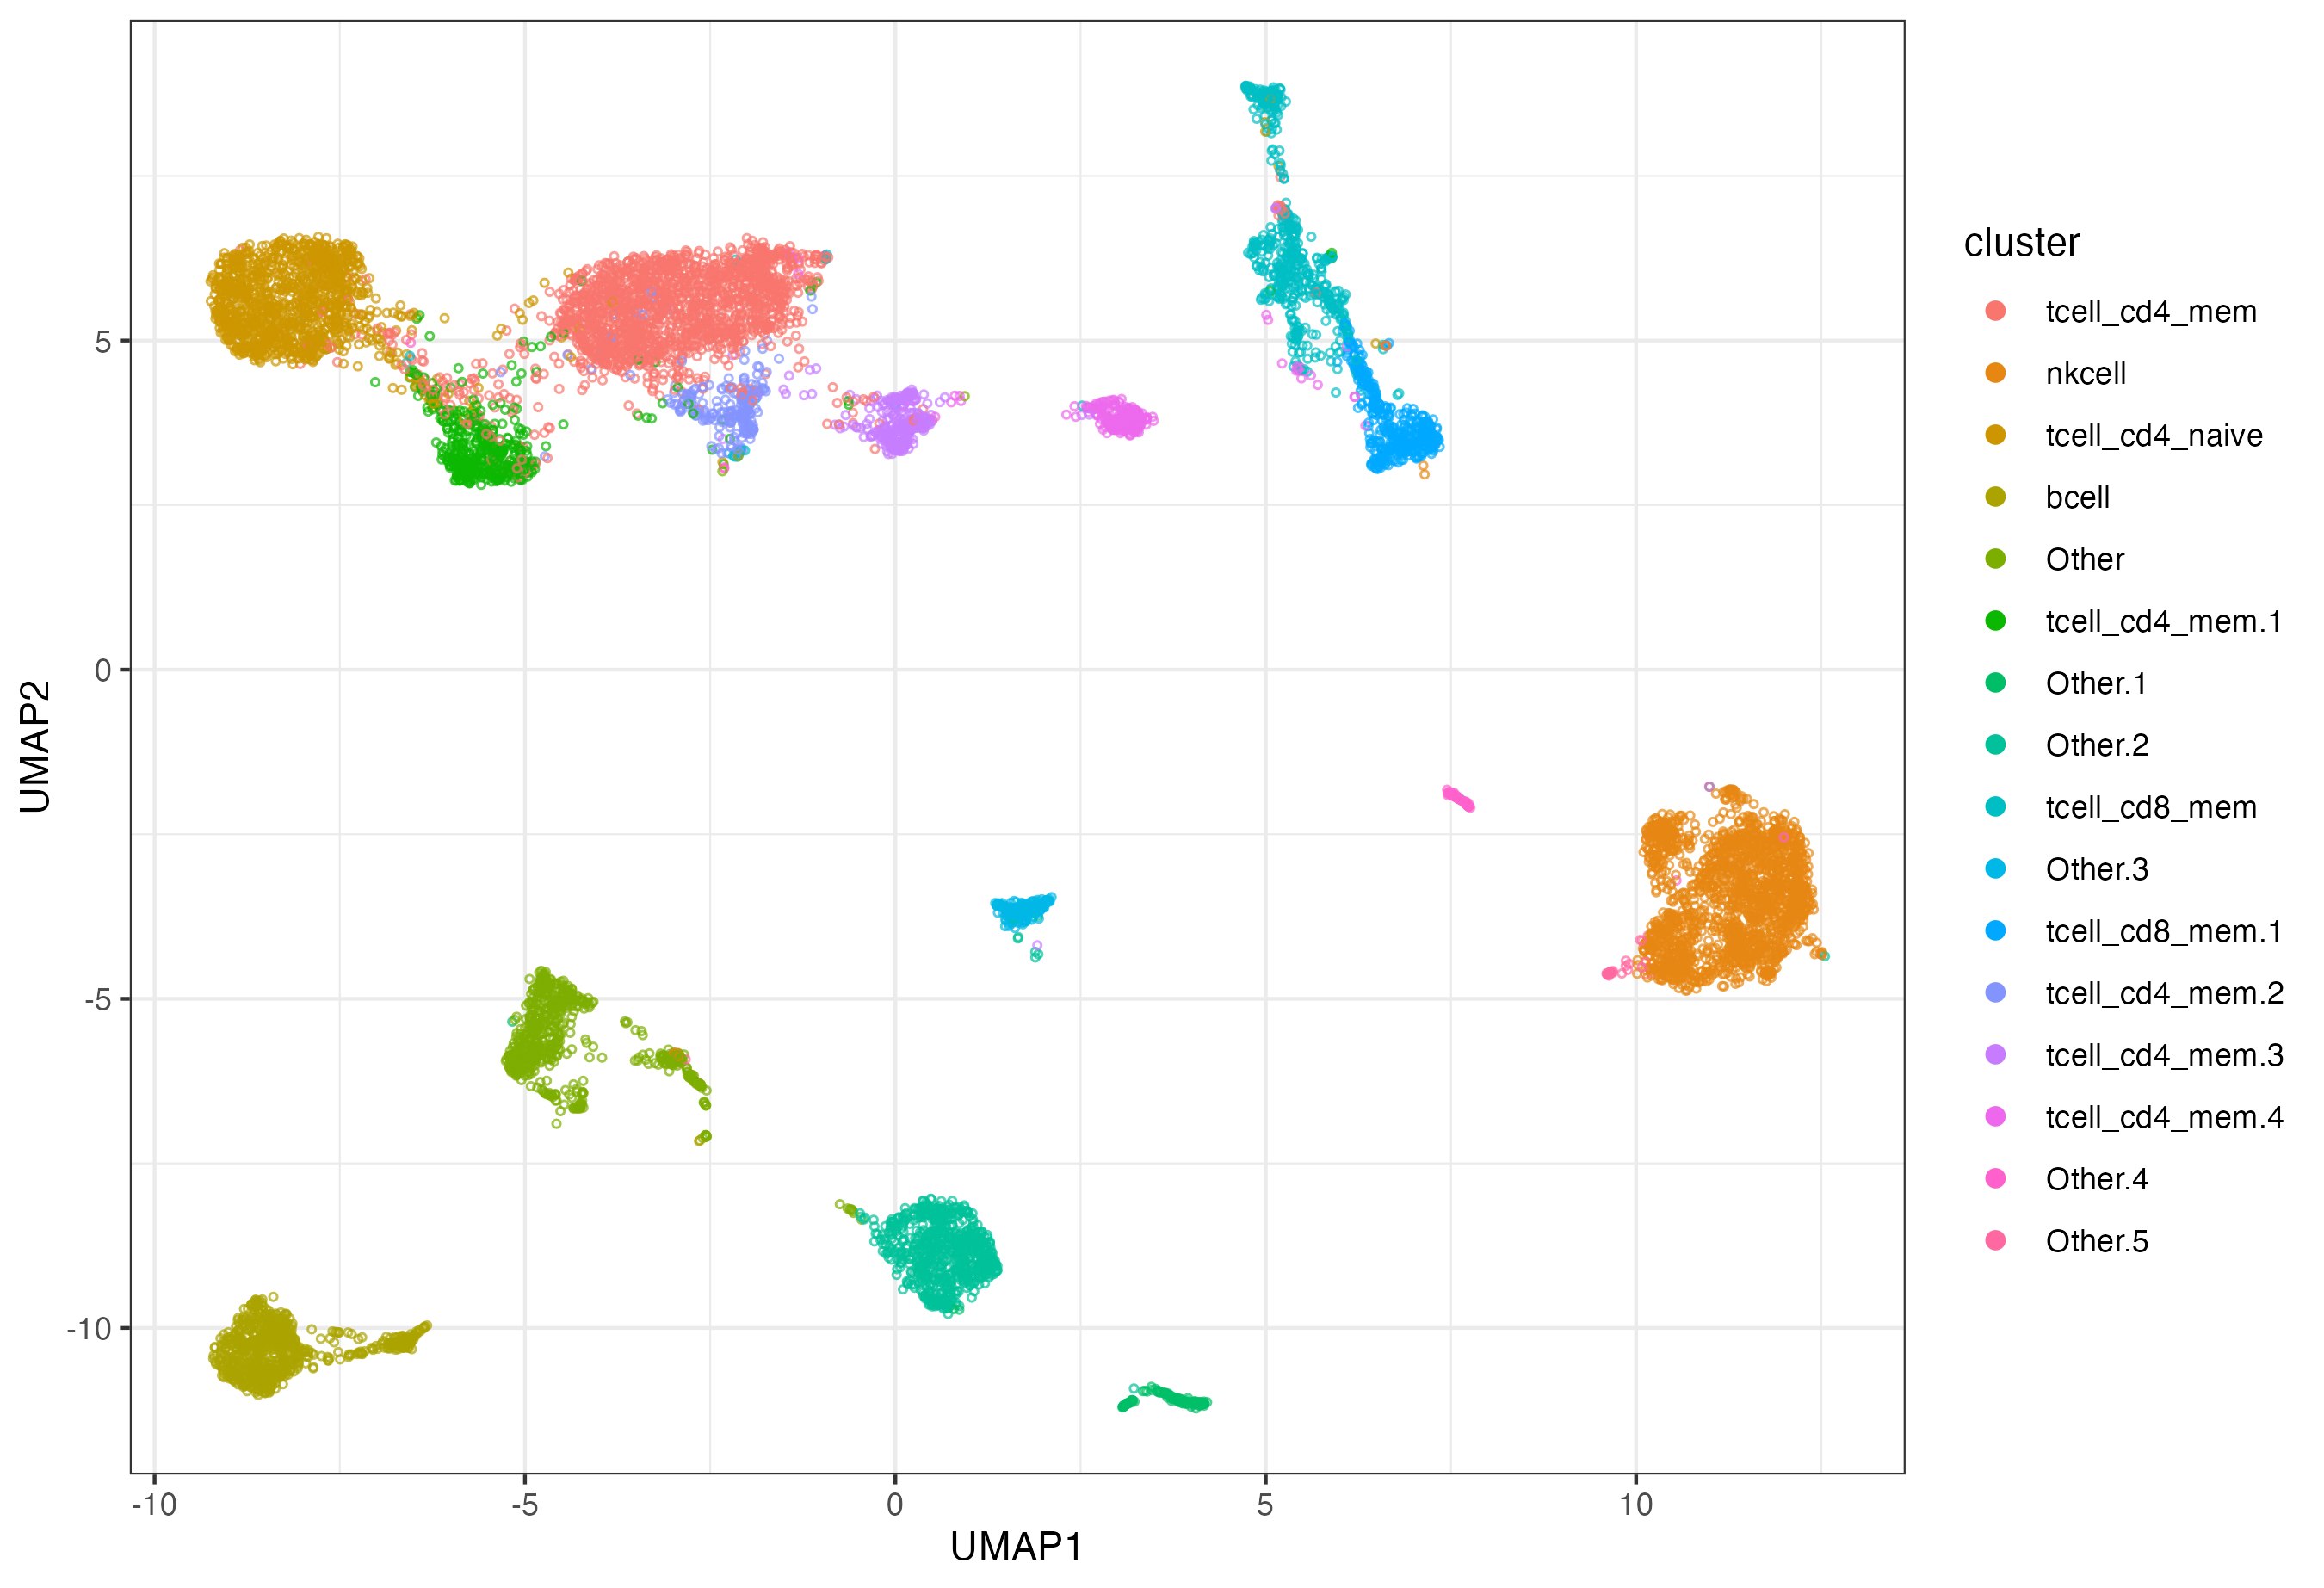 cluster
tcell_cd4_mem
nkcell
tcell_cd4_naive
bcell
Other
tcell_cd4_mem.1
Other.1
Other.2
tcell_cd8_mem
Other.3
tcell_cd8_mem.1
tcell_cd4_mem.2
tcell_cd4_mem.3
tcell_cd4_mem.4
Other.4
Other.5
UMAP2
5
0
-5
-10
-10 -5 0 5 10
UMAP1